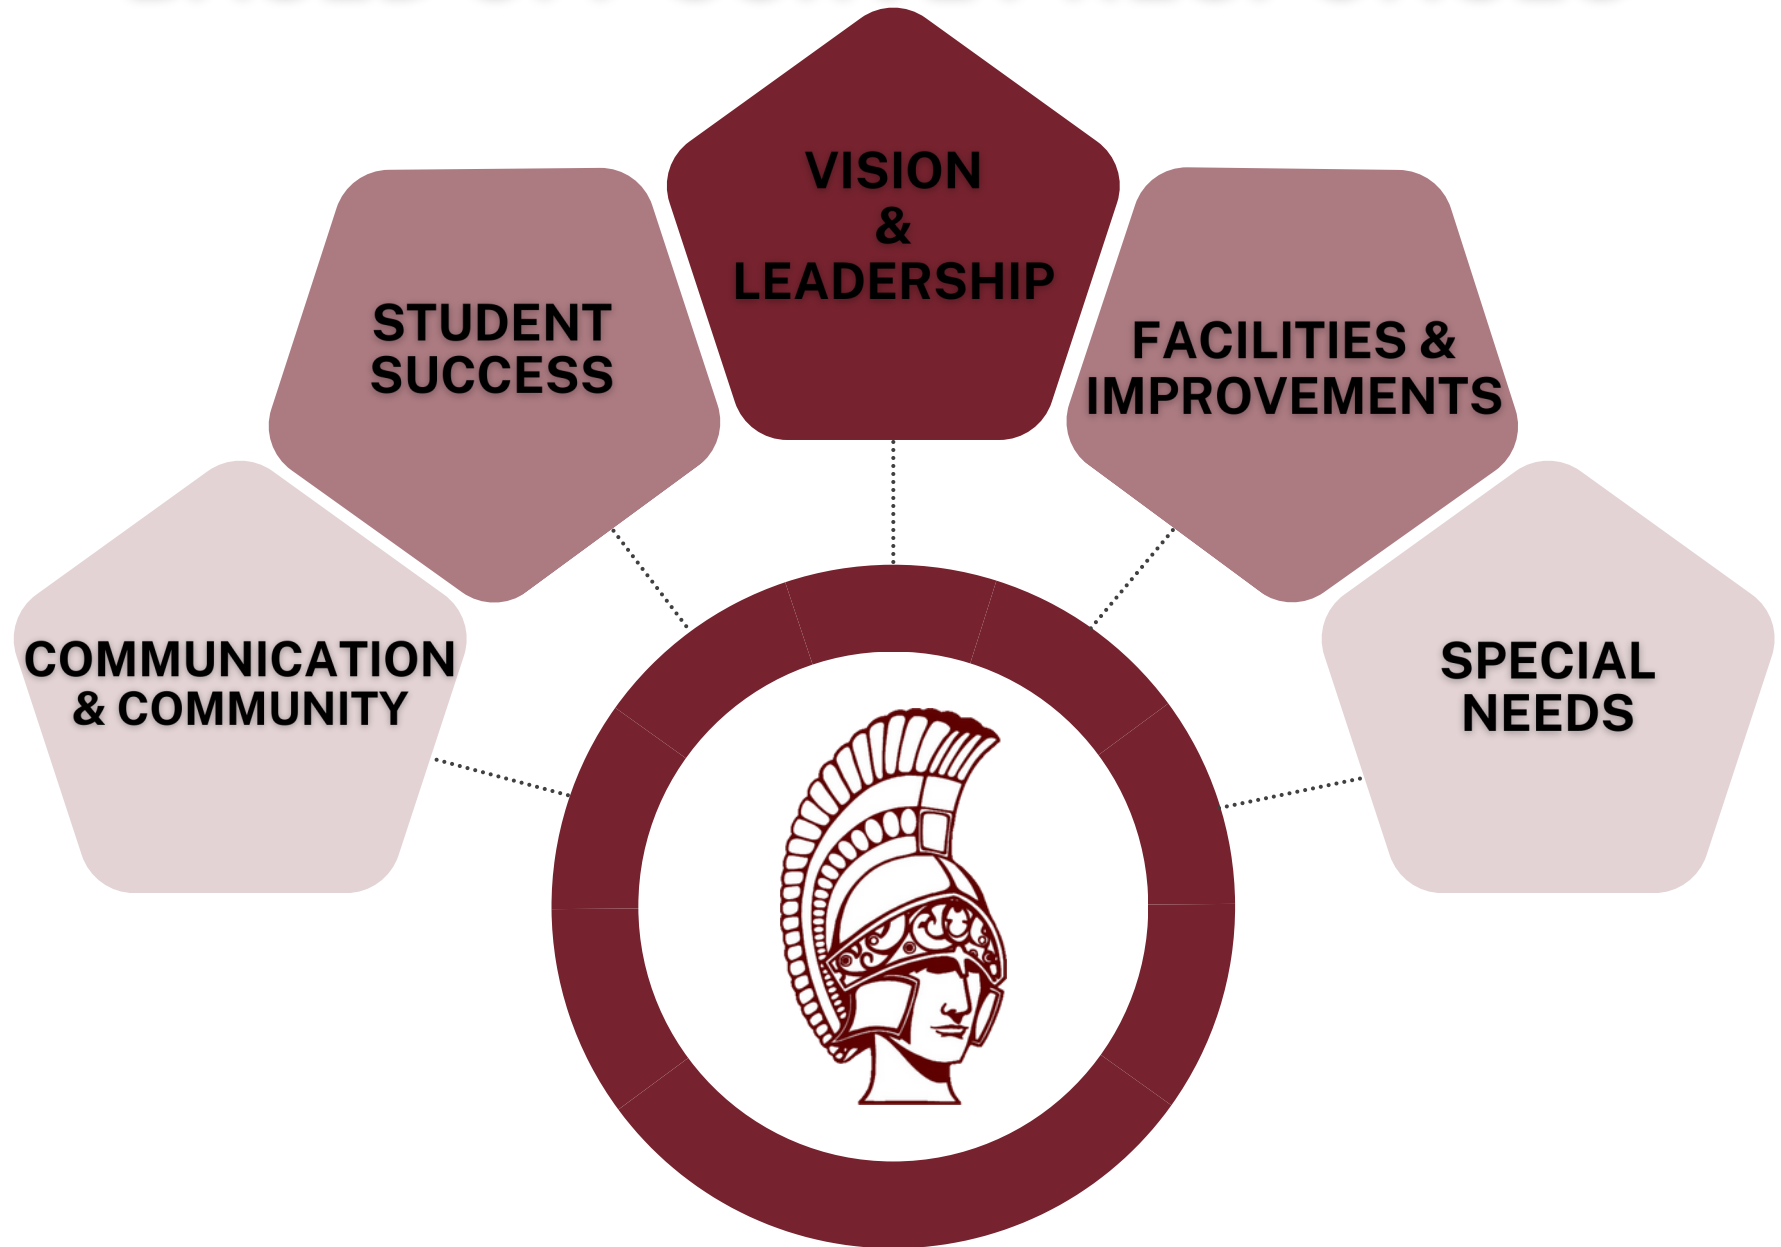 COMMUNICATION
& COMMUNITY
STUDENT
SUCCESS
VISION
&
LEADERSHIP
FACILITIES &
IMPROVEMENTS
SPECIAL
NEEDS